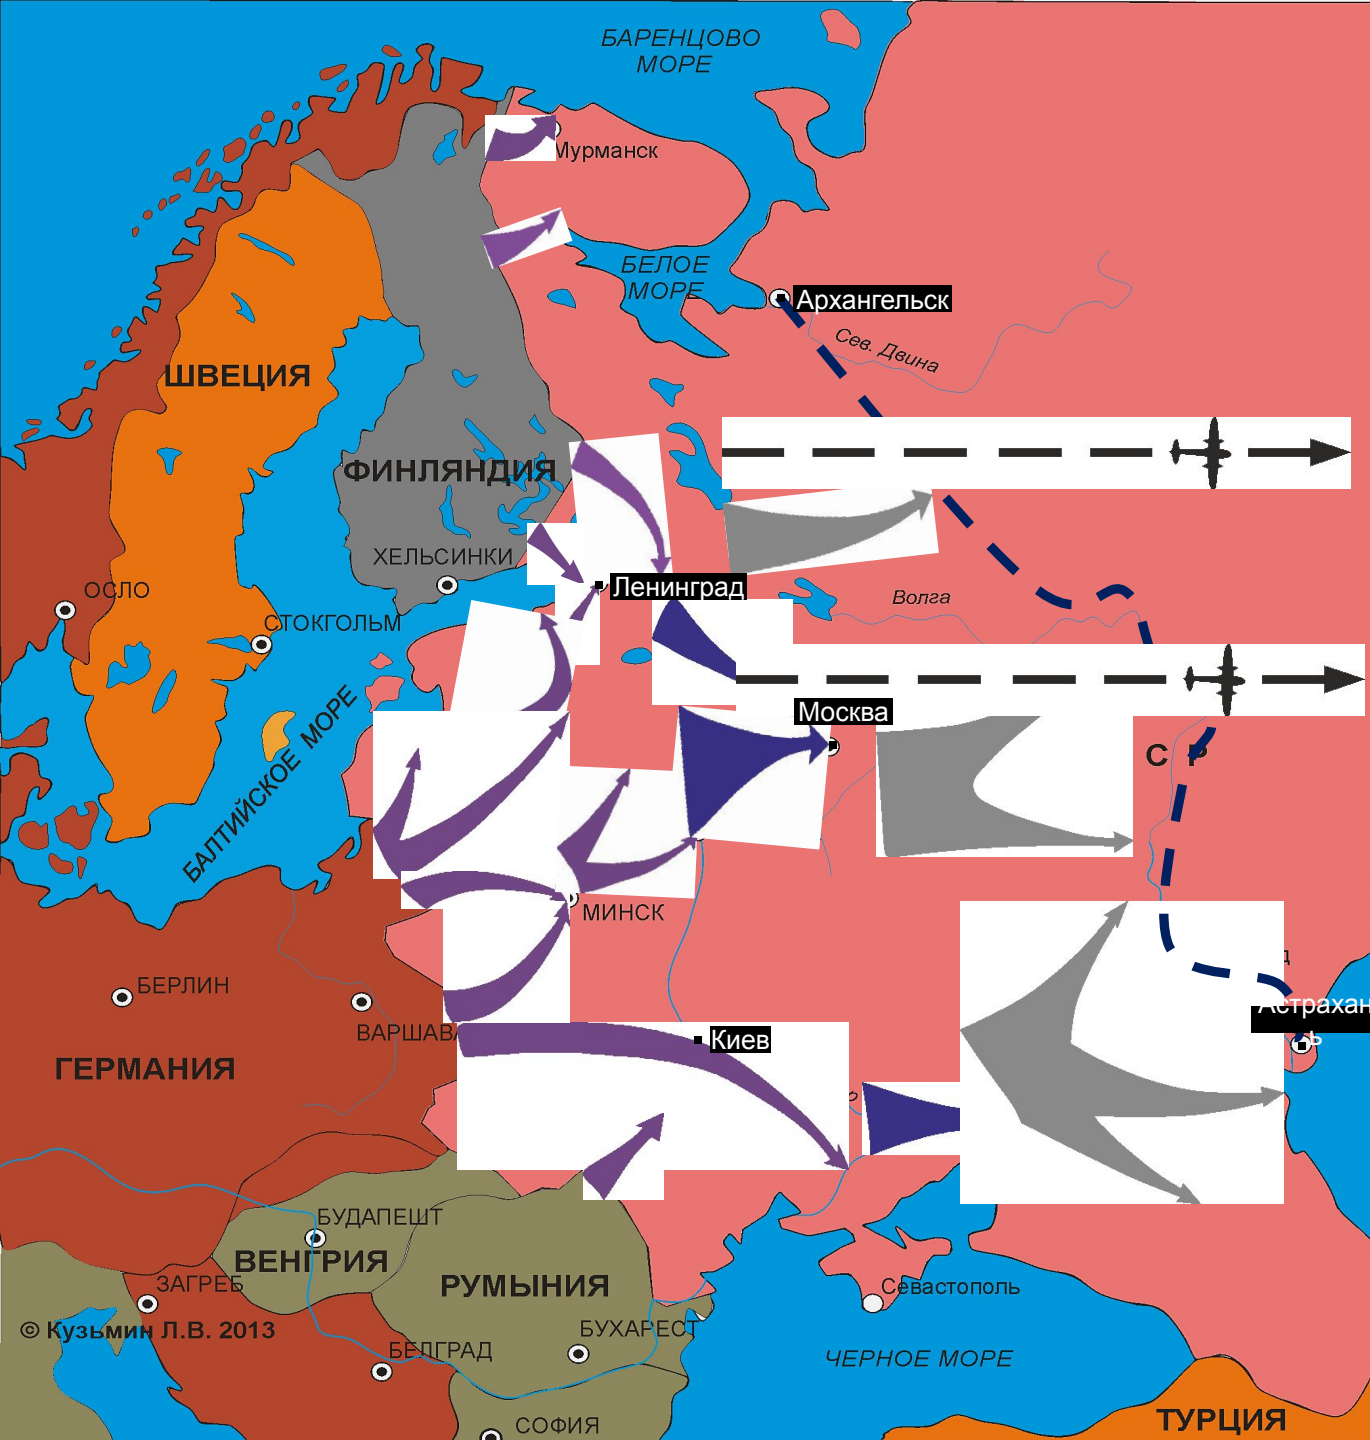 БАРЕНЦОВО
МОРЕ
Мурманск
БЕЛОЕ
МОРЕ
Архангельск
Сев. Двина
ШВЕЦИЯ
ФИНЛЯНДИЯ
ХЕЛЬСИНКИ
Ленинград
ОСЛО
Волга
СТОКГОЛЬМ
БАЛТИЙСКОЕ МОРЕ
Москва
С Р
МИНСК
БЕРЛИН
ВАРШАВА
Астрахан
ь
Киев
ГЕРМАНИЯ
БУДАПЕШТ
ВЕНГРИЯ
РУМЫНИЯ
ЗАГРЕБ
Севастополь
© Кузьмин Л.В. 2013
БУХАРЕСТ
БЕЛГРАД
ЧЕРНОЕ МОРЕ
СОФИЯ
ТУРЦИЯ